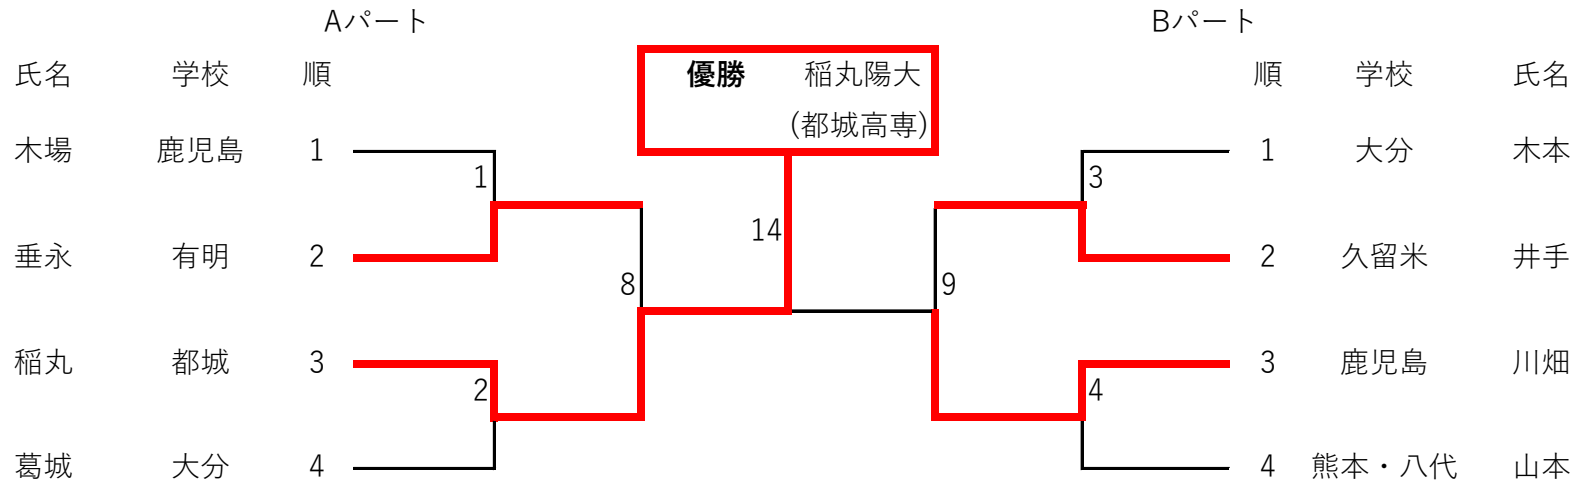 Aパート Bパート
氏名 学校 順 優勝 稲丸陽大 順 学校 氏名
(都城高専)
木場 鹿児島 1 1 大分 木本
1 3
14
垂永 有明 2 2 久留米 井手
8 9
稲丸 都城 3 3 鹿児島 川畑
2 4
葛城 大分 4 4 熊本・八代 山本